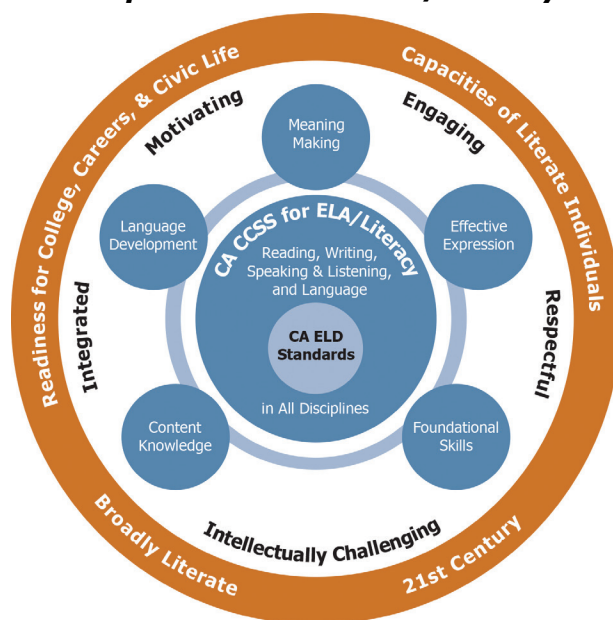 Readiness for College, Careers, & Civic Life
Capacities of Literate Individuals
Motivating
Engaging
Meaning
Making
Language
Development
Effective
Expression
CA CCSS for ELA/Literacy
Reading, Writing,
Speaking & Listening,
and Language
CA ELD
Standards
in All Disciplines
Integrated
Respectful
Content
Knowledge
Foundational
Skills
Intellectually Challenging
Broadly Literate
21st Century